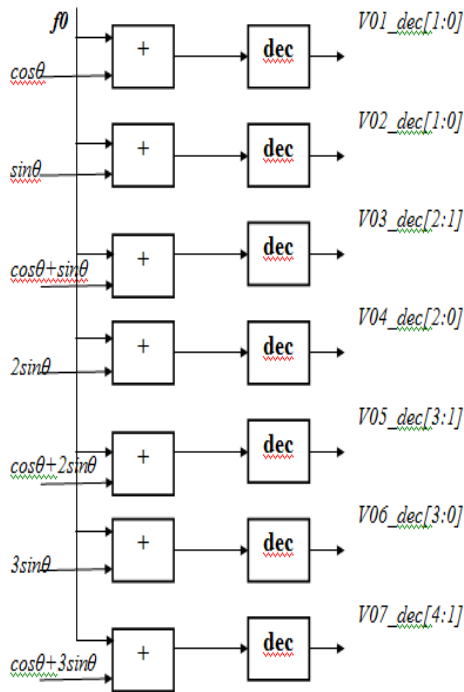 f0
V01_dec[1:0]
+
dec
cosθ
V02_dec[1:0]
+
dec
sinθ
V03_dec[2:1]
+
dec
cosθ+sinθ
V04_dec[2:0]
+
dec
2sinθ
V05_dec[3:1]
+
dec
cosθ+2sinθ
V06_dec[3:0]
+
dec
3sinθ
V07_dec[4:1]
+
dec
cosθ+3sinθ